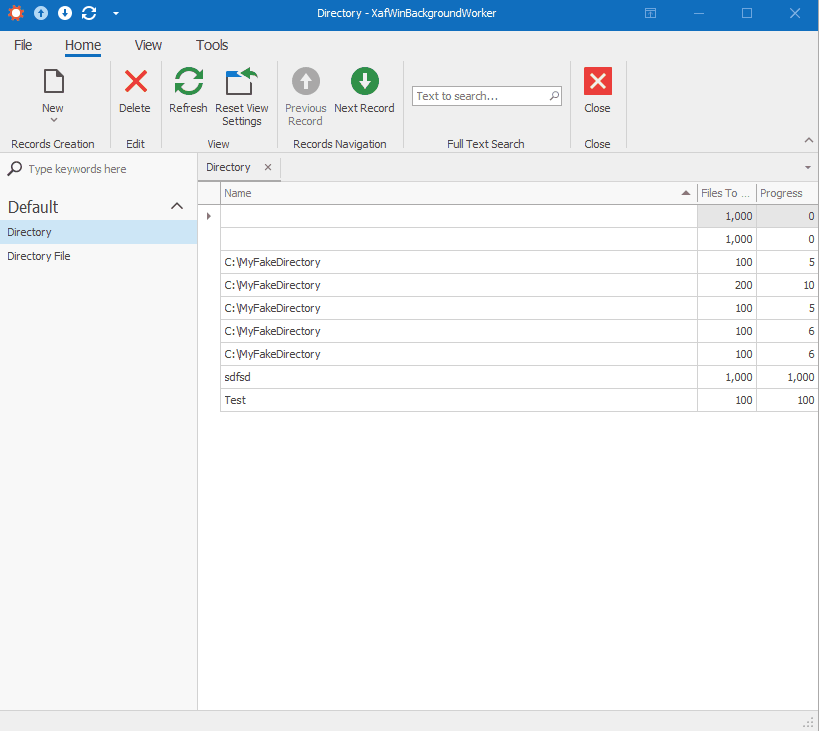 Directory - XafWinBackgroundWorker
File Home View Tools
New Delete Refresh Reset View Settings Previous Record Next Record Text to search... Close
Records Creation Edit View Records Navigation Full Text Search Close
Type keywords here
Default
Directory
Directory File
Directory
Name Files To ... Progress
1,000 0
1,000 0
C:\MyFakeDirectory 100 5
C:\MyFakeDirectory 200 10
C:\MyFakeDirectory 100 5
C:\MyFakeDirectory 100 6
C:\MyFakeDirectory 100 6
sdfsd 1,000 1,000
Test 100 100